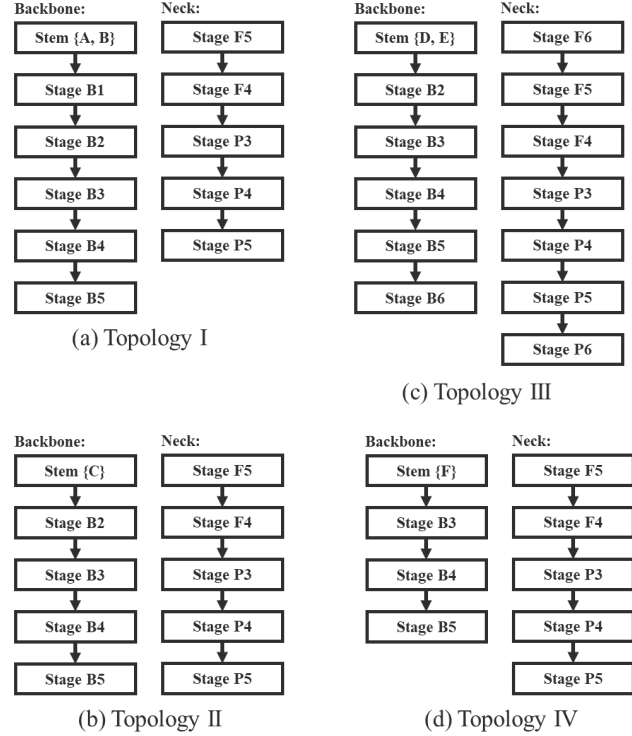 Backbone:
Stem {A, B}
Stage B1
Stage B2
Stage B3
Stage B4
Stage B5
Neck:
Stage F5
Stage F4
Stage P3
Stage P4
Stage P5
(a) Topology I
Backbone:
Stem {D, E}
Stage B2
Stage B3
Stage B4
Stage B5
Stage B6
Neck:
Stage F6
Stage F5
Stage F4
Stage P3
Stage P4
Stage P5
Stage P6
(c) Topology III
Backbone:
Stem {C}
Stage B2
Stage B3
Stage B4
Stage B5
Neck:
Stage F5
Stage F4
Stage P3
Stage P4
Stage P5
(b) Topology II
Backbone:
Stem {F}
Stage B3
Stage B4
Stage B5
Neck:
Stage F5
Stage F4
Stage P3
Stage P4
Stage P5
(d) Topology IV